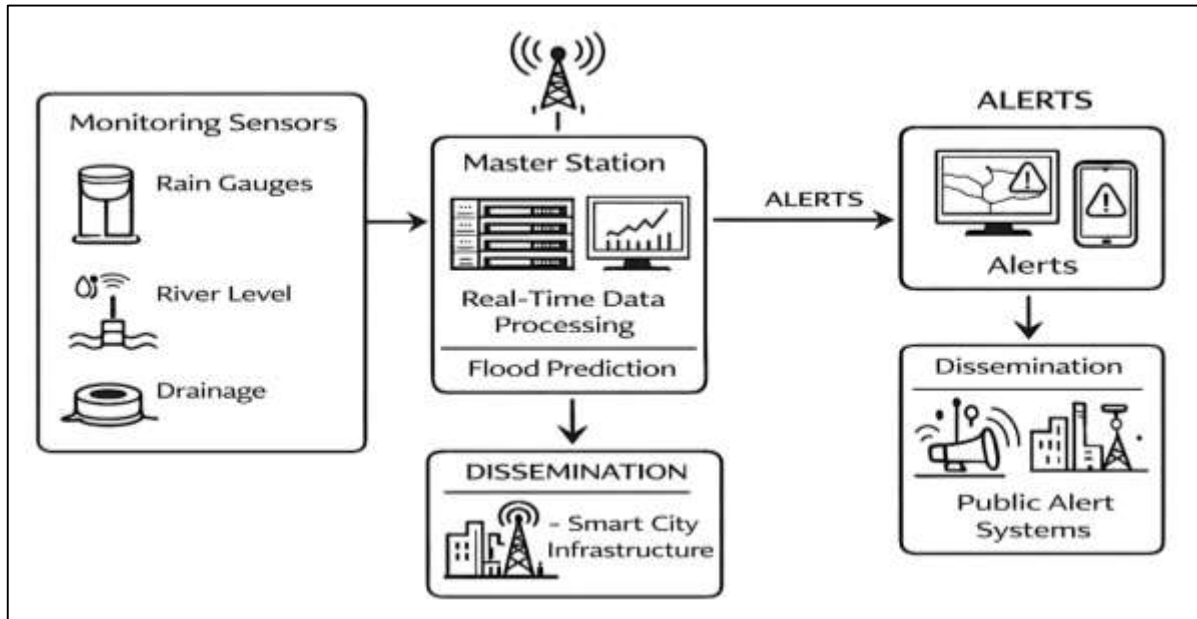 Monitoring Sensors
Rain Gauges
River Level
Drainage
Master Station
Real-Time Data
Processing
Flood Prediction
DISSEMINATION
- Smart City
Infrastructure
ALERTS
ALERTS
Alerts
Dissemination
Public Alert
Systems